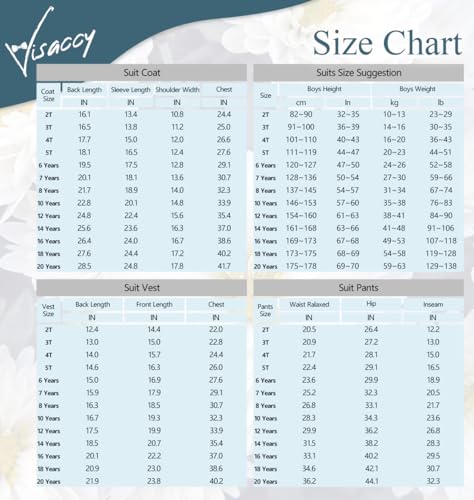 Visaccy
Size Chart
Suit Coat
Coat Size Back Length Sleeve Length Shoulder Width Chest
IN IN IN IN
2T 16.1 13.4 10.8 24.4
3T 16.5 13.8 11.2 25.0
4T 17.7 15.0 12.0 26.6
5T 18.1 16.5 12.4 27.6
6 Years 19.5 17.5 12.8 29.1
7 Years 20.1 18.1 13.6 30.7
8 Years 21.7 18.9 14.0 32.3
10 Years 22.8 20.1 14.8 33.9
12 Years 24.8 22.4 15.6 35.4
14 Years 25.6 23.6 16.3 37.0
16 Years 26.4 24.0 16.7 38.6
18 Years 27.6 24.4 17.2 40.2
20 Years 28.5 24.8 17.8 41.7
Suits Size Suggestion
Size Boys Height Boys Weight
cm In kg lb
2T 82~90 32~35 10~13 23~29
3T 91~100 36~39 14~16 30~35
4T 101~110 40~43 16~20 36~43
5T 111~119 44~47 20~23 44~51
6 Years 120~127 47~50 24~26 52~58
7 Years 128~136 50~54 27~30 59~66
8 Years 137~145 54~57 31~34 67~74
10 Years 146~153 57~60 35~38 76~83
12 Years 154~160 61~63 38~41 84~90
14 Years 161~168 63~66 41~48 91~106
16 Years 169~173 67~68 49~53 107~118
18 Years 173~175 68~69 54~58 119~128
20 Years 175~178 69~70 59~63 129~138
Suit Vest
Vest Size Back Length Front Length Chest
IN IN IN
2T 12.4 14.4 22.0
3T 13.0 15.0 22.8
4T 14.0 15.7 24.4
5T 14.6 16.3 26.0
6 Years 15.0 16.9 27.6
7 Years 15.9 17.9 29.1
8 Years 16.3 18.5 30.7
10 Years 16.7 19.3 32.3
12 Years 17.5 19.9 33.9
14 Years 18.5 20.7 35.4
16 Years 20.1 22.2 37.0
18 Years 20.9 23.0 38.6
20 Years 21.9 23.8 40.2
Suit Pants
Pants Size Waist Ralaxed Hip Inseam
IN IN IN
2T 20.5 26.4 12.2
3T 20.9 27.2 13.0
4T 21.7 28.1 15.0
5T 22.4 29.1 16.5
6 Years 23.6 29.9 18.9
7 Years 25.2 32.3 20.5
8 Years 26.8 33.1 21.7
10 Years 28.3 34.3 23.6
12 Years 29.9 36.2 26.8
14 Years 31.5 38.2 28.3
16 Years 33.1 40.2 29.5
18 Years 34.6 42.1 30.7
20 Years 36.2 44.1 32.3